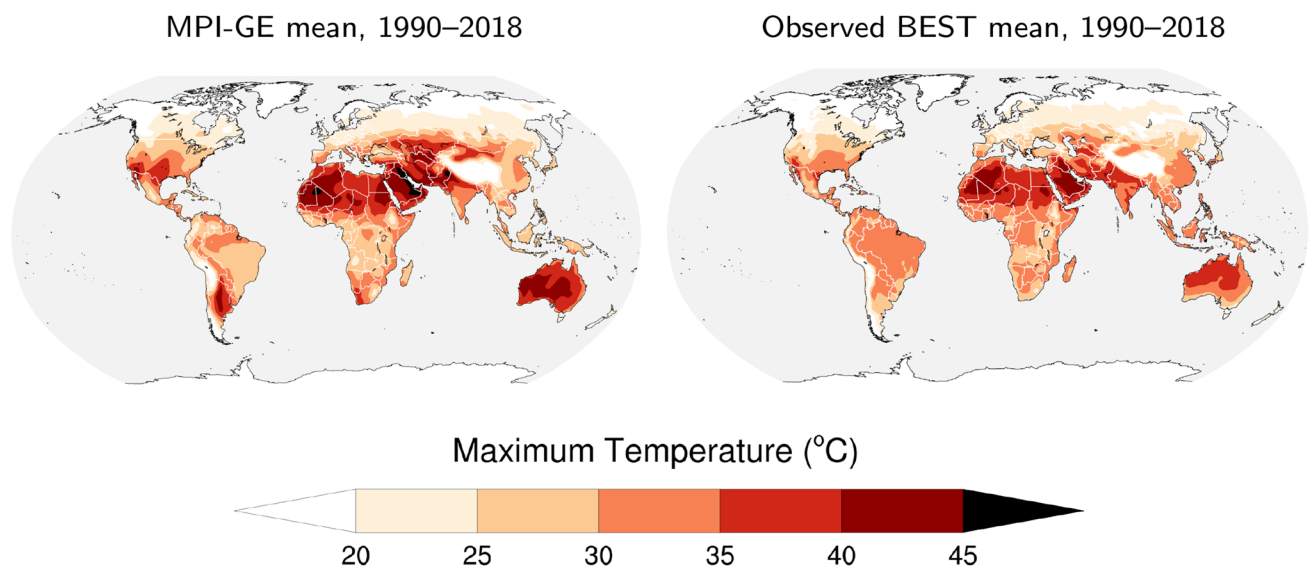 MPI-GE mean, 1990–2018
Observed BEST mean, 1990–2018
Maximum Temperature (°C)
20 25 30 35 40 45